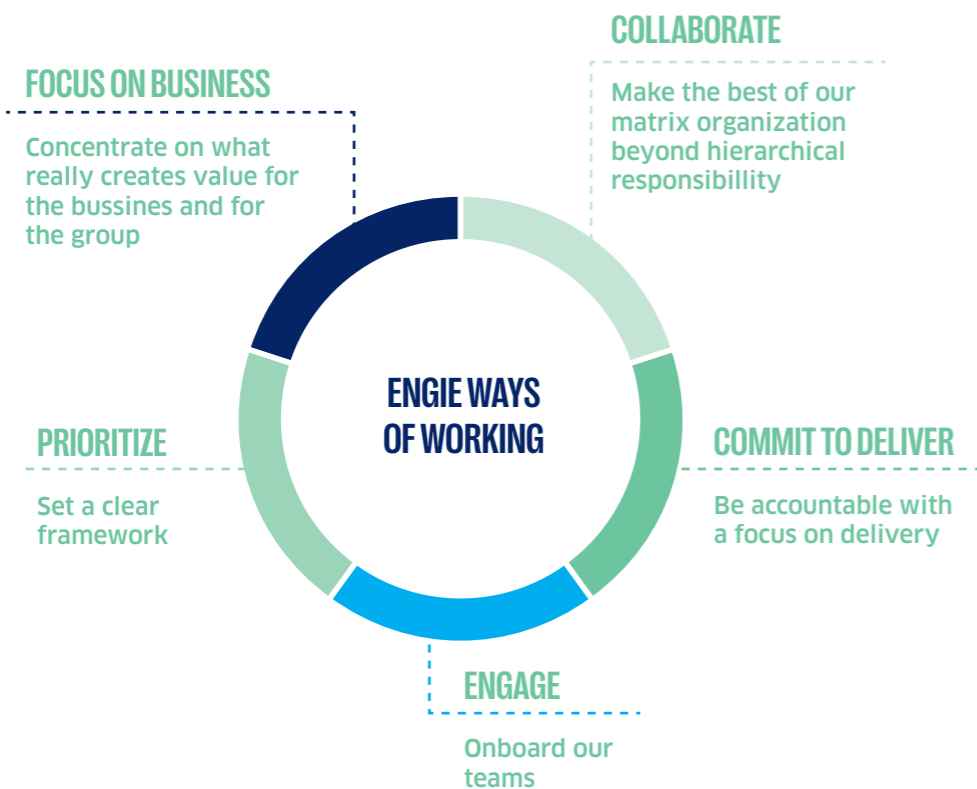 COLLABORATE
Make the best of our
matrix organization
beyond hierarchical
responsibillity
FOCUS ON BUSINESS
Concentrate on what
really creates value for
the bussines and for
the group
ENGIE WAYS
OF WORKING
PRIORITIZE
Set a clear
framework
COMMIT TO DELIVER
Be accountable with
a focus on delivery
ENGAGE
Onboard our
teams